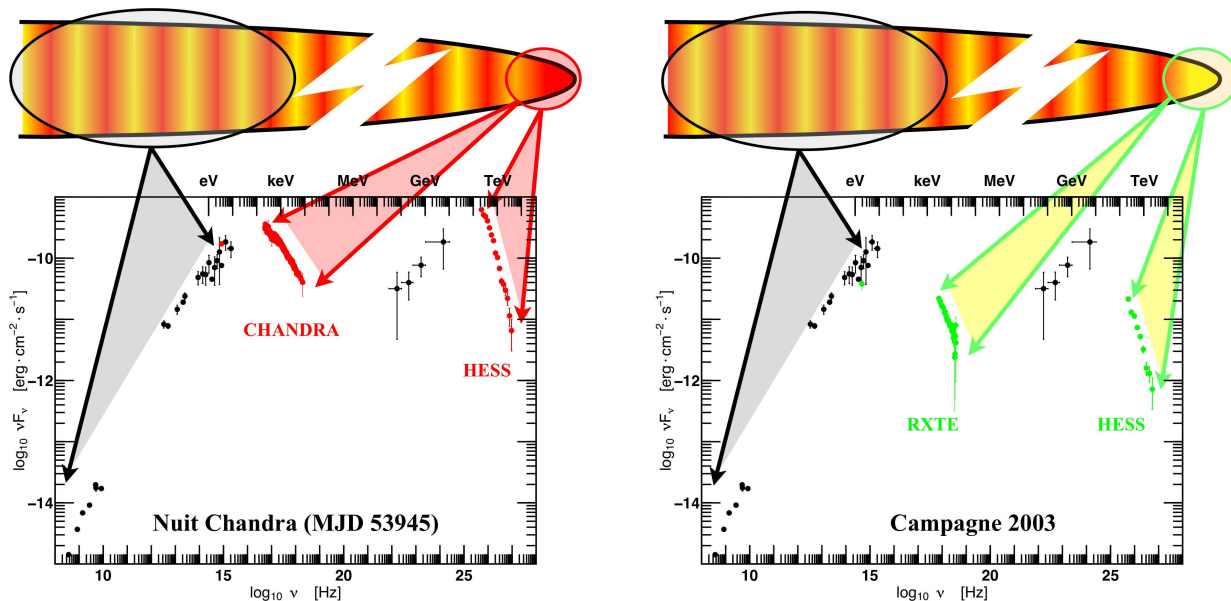 eV keV MeV GeV TeV
−10
−12
−14
log₁₀ νFν [erg· cm⁻²· s⁻¹]
CHANDRA
HESS
Nuit Chandra (MJD 53945)
10 15 20 25
log₁₀ ν [Hz]
eV keV MeV GeV TeV
−10
−12
−14
log₁₀ νFν [erg· cm⁻²· s⁻¹]
RXTE
HESS
Campagne 2003
10 15 20 25
log₁₀ ν [Hz]